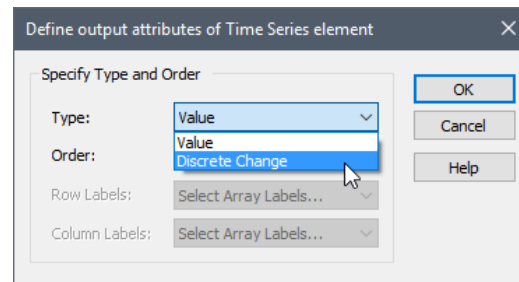 Define output attributes of Time Series element
Specify Type and Order
Type:
Value
Value
Discrete Change
Order:
Row Labels:
Select Array Labels...
Column Labels:
Select Array Labels...
OK
Cancel
Help